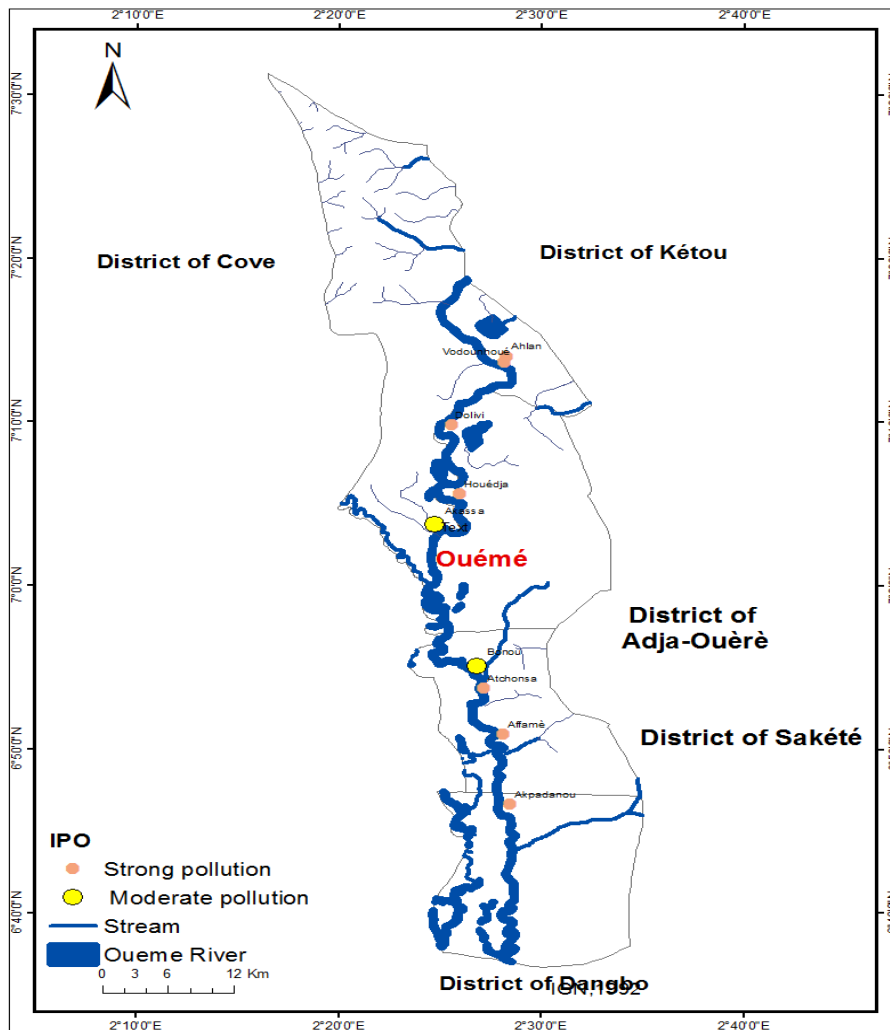 2°10'0"E 2°20'0"E 2°30'0"E 2°40'0"E
N
7°30'0"N
7°20'0"N
7°10'0"N
7°0'0"N
6°50'0"N
6°40'0"N
District of Cove
District of Kétou
Vodounhoué
Ahlan
Dolivi
Houédja
Akassa
Text
Ouémé
District of
Adja-Ouèrè
Bonou
Atchonsa
Affamè
District of Sakété
Akpadanou
IPO
Strong pollution
Moderate pollution
Stream
Oueme River
0 3 6 12 Km
District of Dangbo
IGN,1992
2°10'0"E 2°20'0"E 2°30'0"E 2°40'0"E